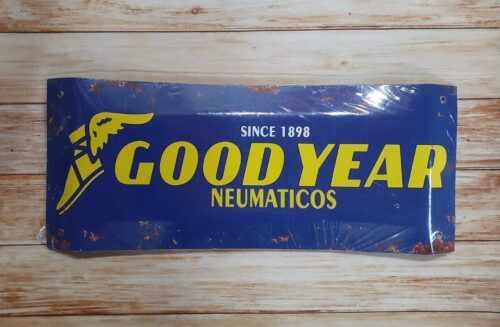 SINCE 1898
GOOD YEAR
NEUMATICOS